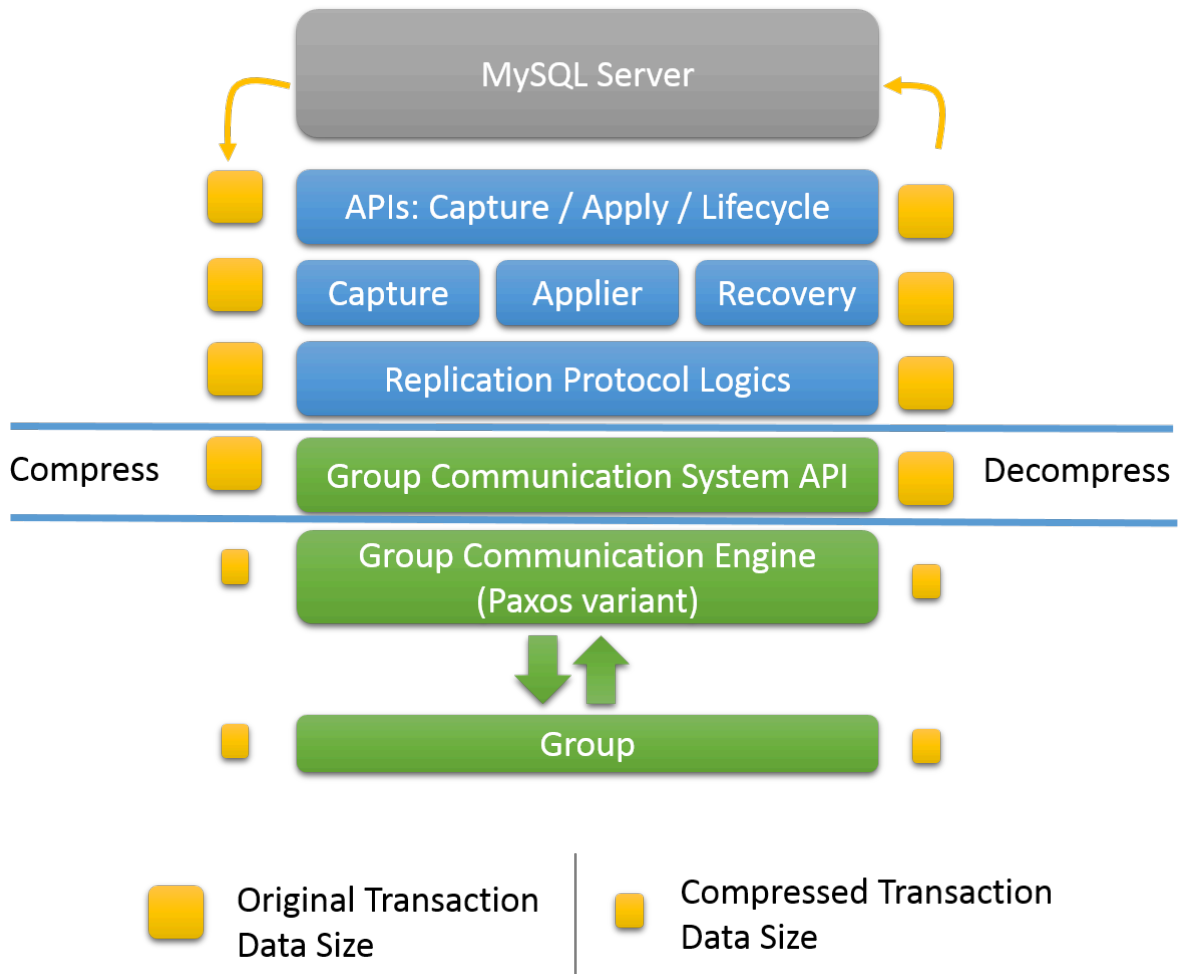 MySQL Server
APIs: Capture / Apply / Lifecycle
Capture
Applier
Recovery
Replication Protocol Logics
Compress
Group Communication System API
Decompress
Group Communication Engine
(Paxos variant)
Group
Original Transaction
Data Size
Compressed Transaction
Data Size